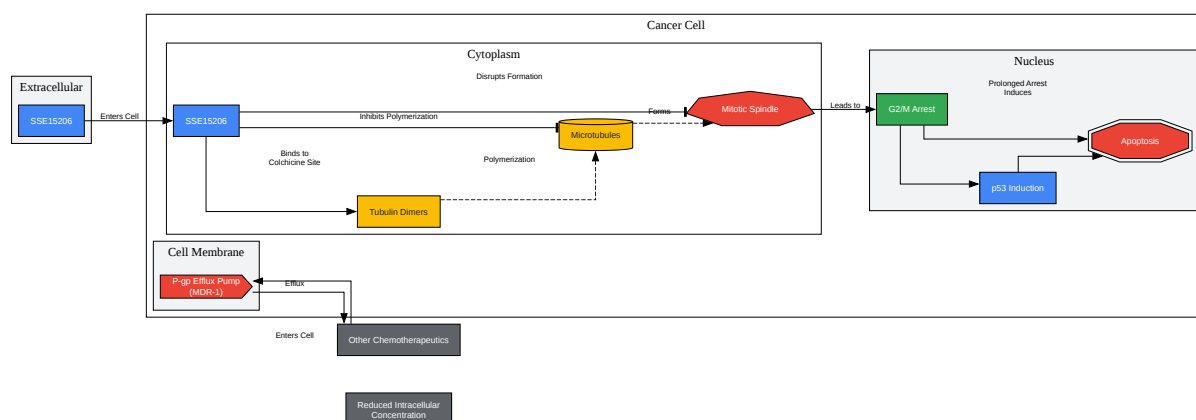 Cancer Cell
Cytoplasm
Disrupts Formation
Nucleus
Prolonged Arrest
Induces
Extracellular
SSE15206
Enters Cell
SSE15206
Inhibits Polymerization
Forms
Mitotic Spindle
Leads to
G2/M Arrest
Microtubules
Apoptosis
Binds to
Colchicine Site
Polymerization
p53 Induction
Tubulin Dimers
Cell Membrane
P-gp Efflux Pump
(MDR-1)
Efflux
Enters Cell
Other Chemotherapeutics
Reduced Intracellular
Concentration